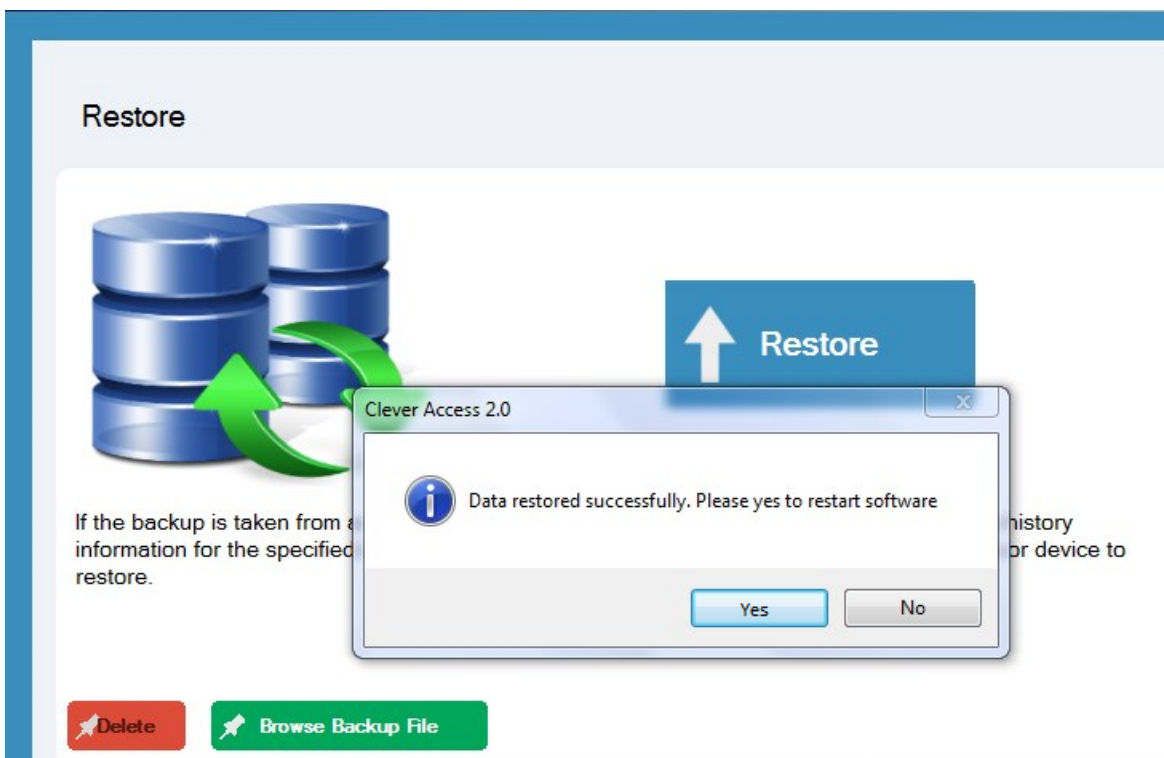 Restore
Restore
Clever Access 2.0
Data restored successfully. Please yes to restart software
If the backup is taken from
information for the specified
restore.
history
or device to
Yes
No
Delete
Browse Backup File